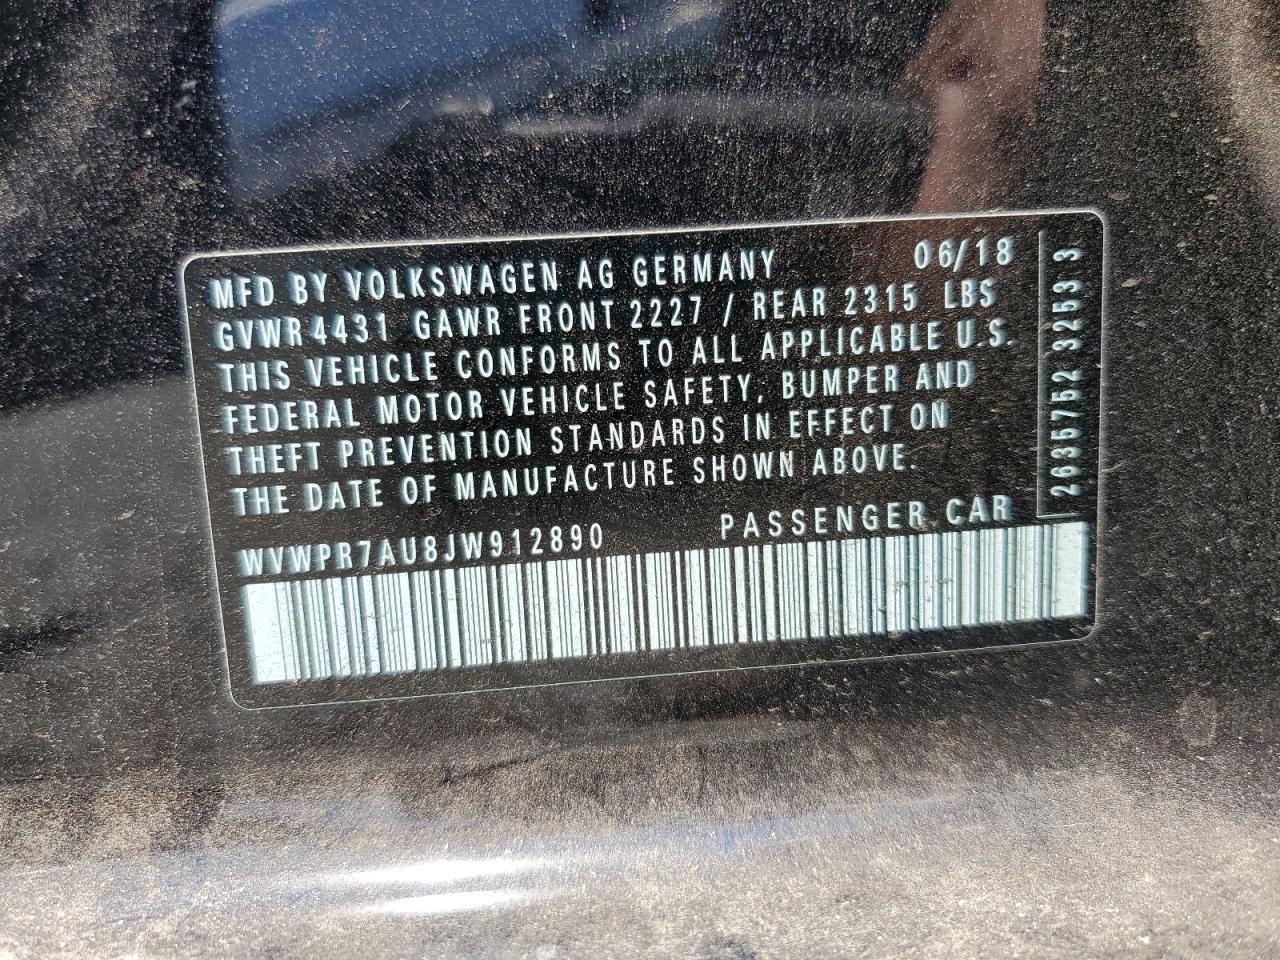 MFD BY VOLKSWAGEN AG GERMANY 06/18
GVWR 4431 GAWR FRONT 2227 / REAR 2315 LBS
THIS VEHICLE CONFORMS TO ALL APPLICABLE U.S.
FEDERAL MOTOR VEHICLE SAFETY, BUMPER AND
THEFT PREVENTION STANDARDS IN EFFECT ON
THE DATE OF MANUFACTURE SHOWN ABOVE.
WVWPR7AU8JW912890 PASSENGER CAR
2635752 3253 3